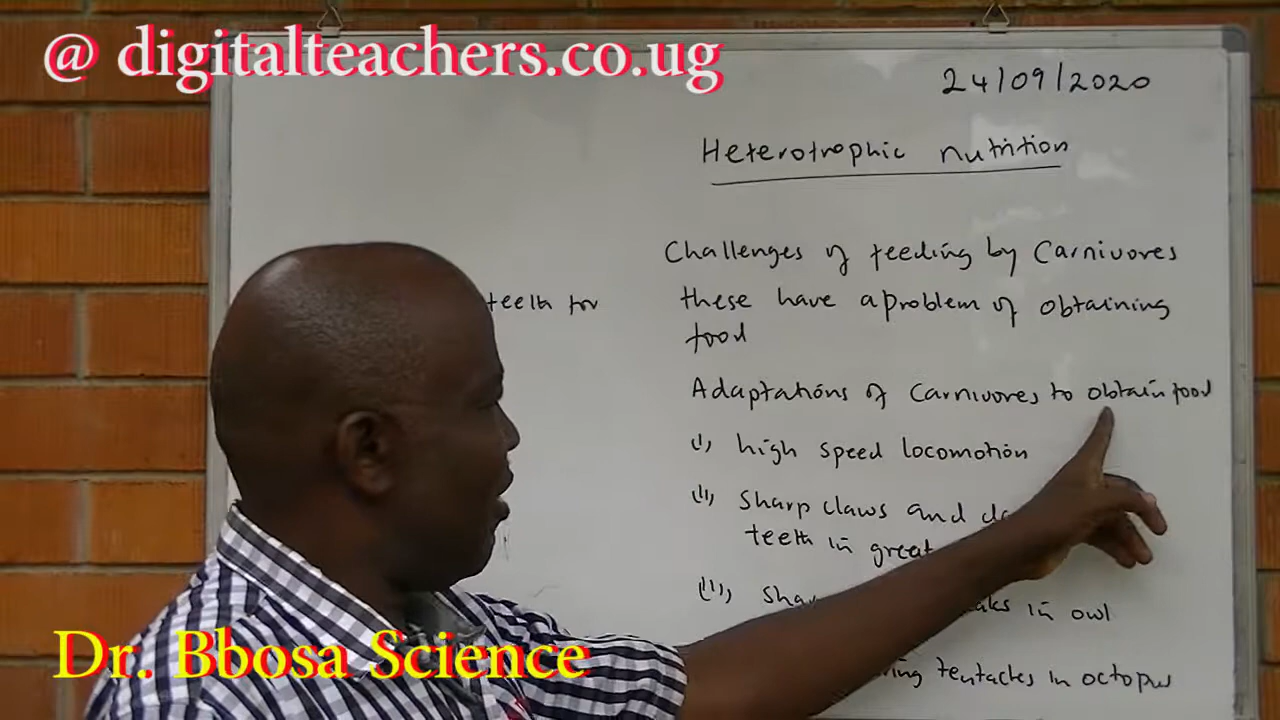 @ digitalteachers.co.ug
24/09/2020
Heterotrophic nutrition
Challenges of feeding by Carnivores
teeth for
these have a problem of obtaining
food
Adaptations of Carnivores to obtain food
(i) high speed locomotion
(ii) Sharp claws and
teeth in great
(iii) in owl
tentacles in octopus
Dr. Bbosa Science